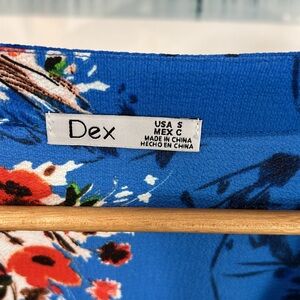 Dex
USA S
MEX C
MADE IN CHINA
HECHO EN CHINA